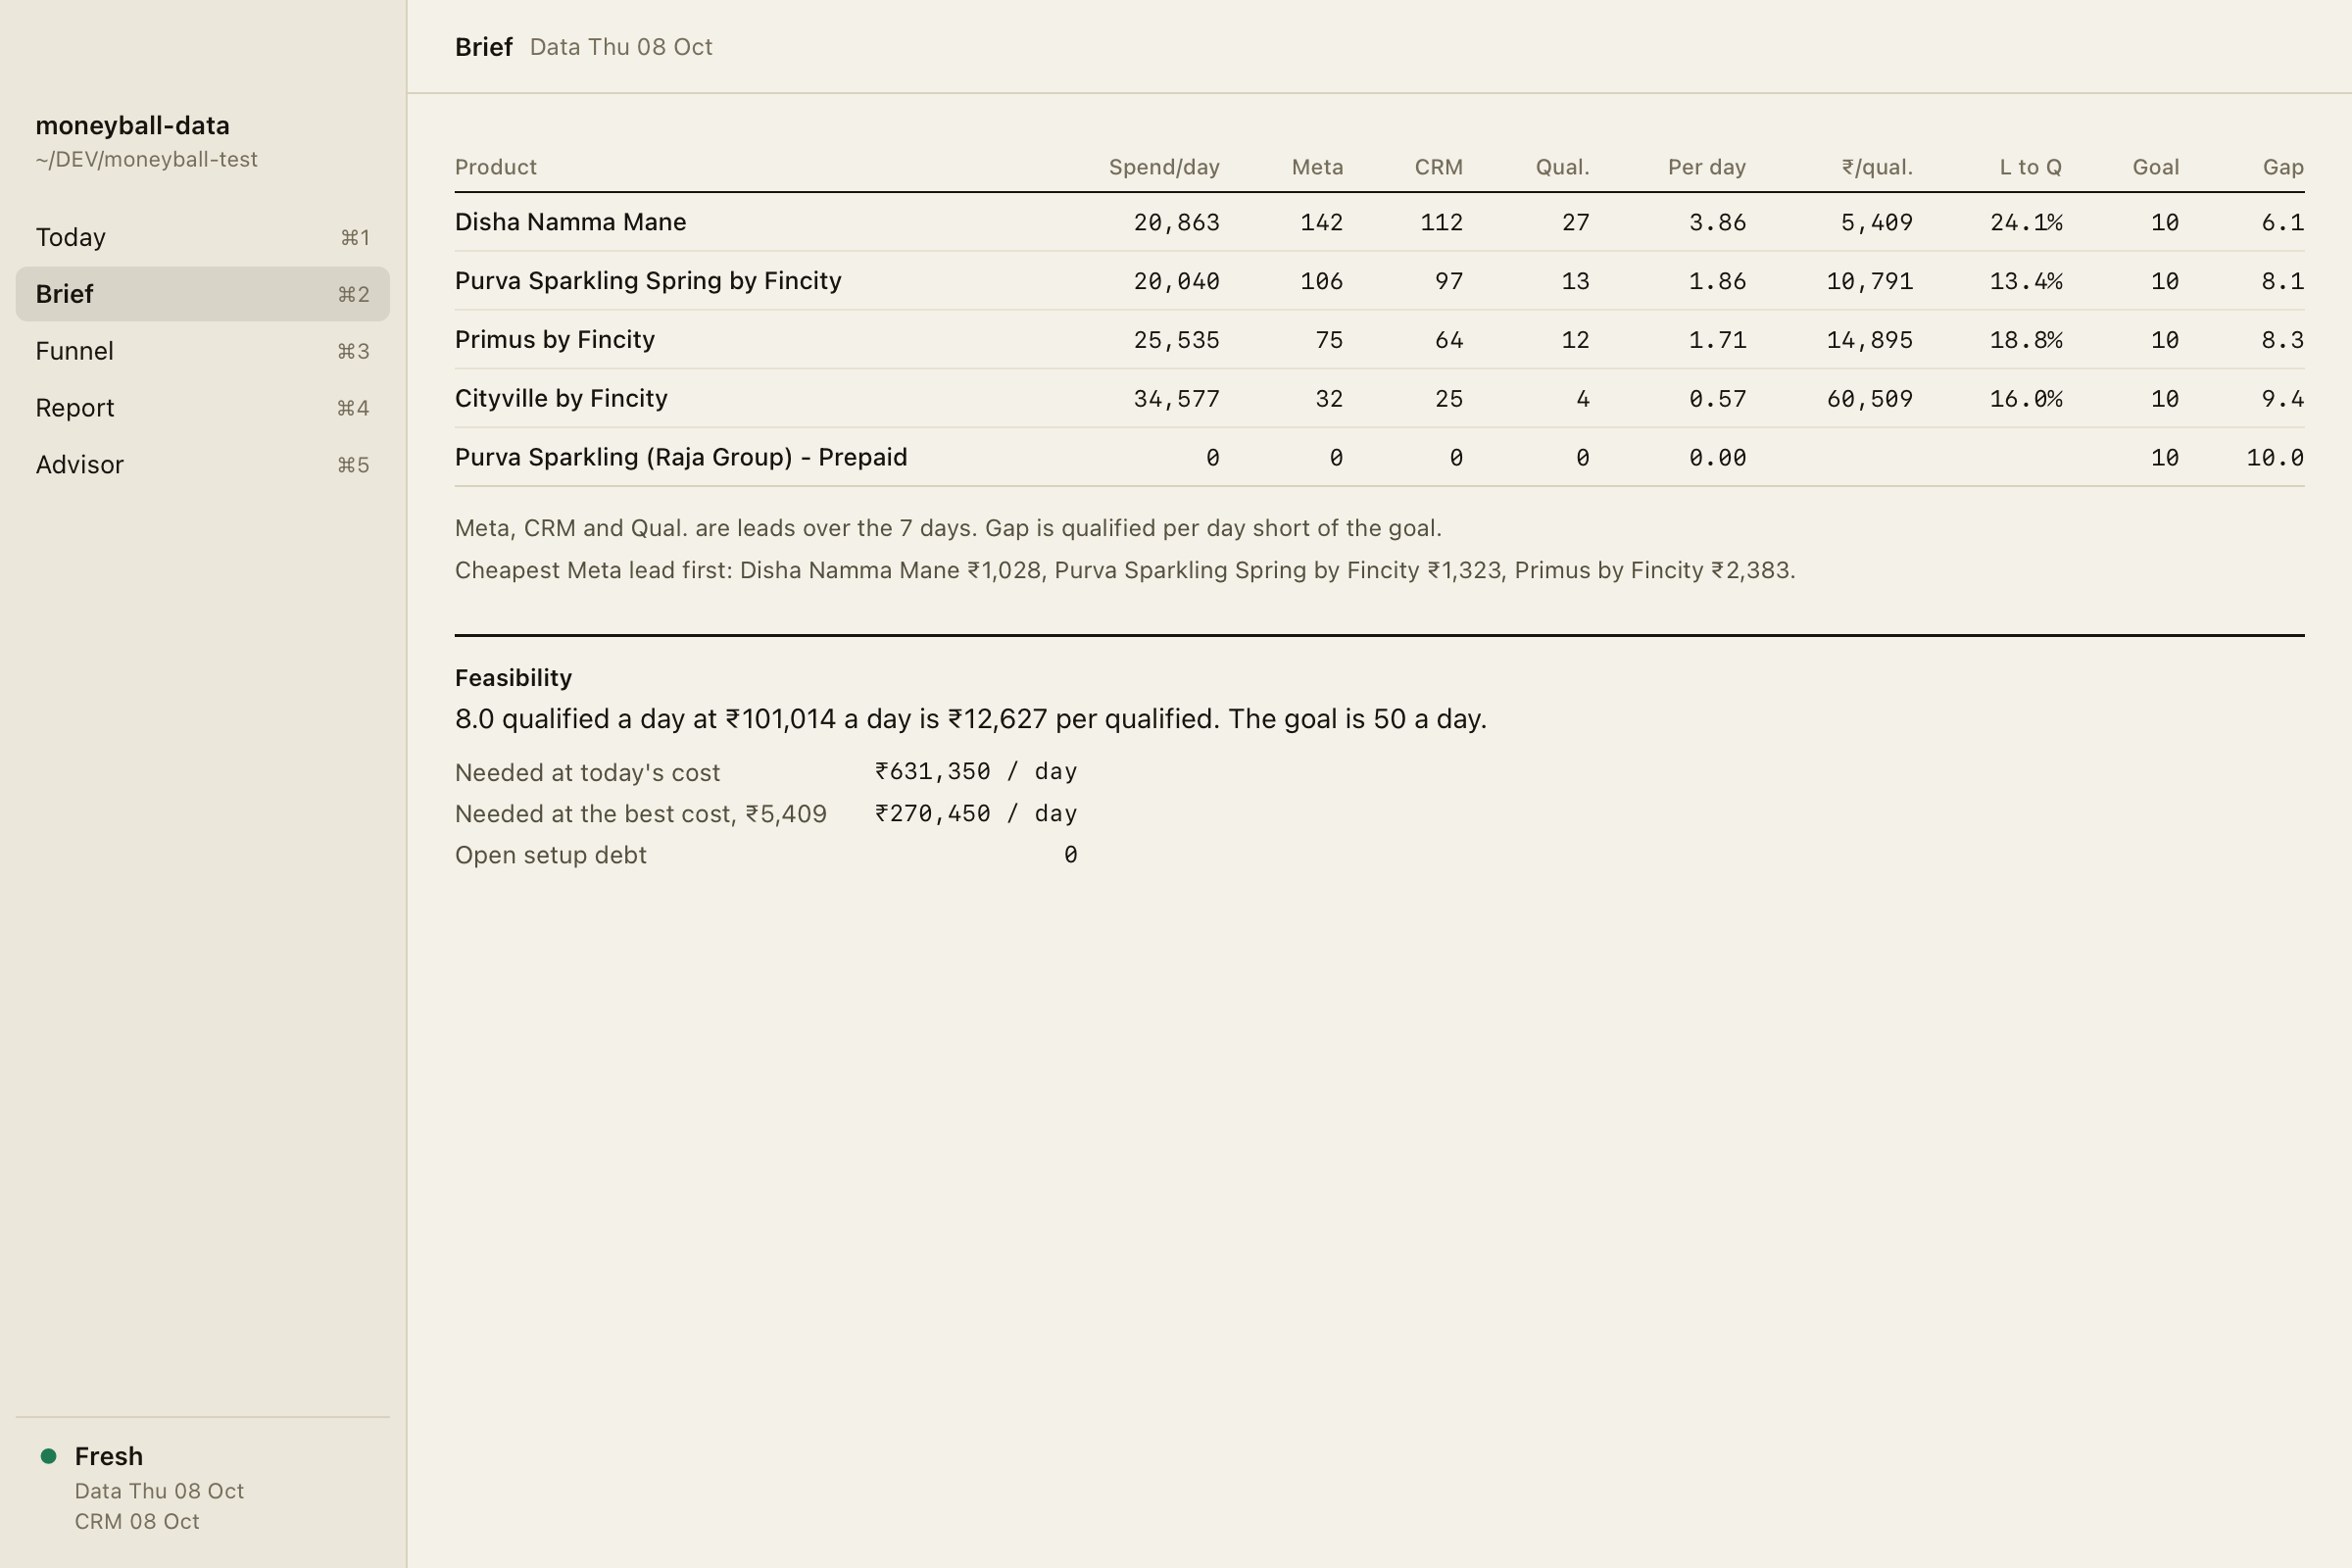 moneyball-data
~/DEV/moneyball-test
Today ⌘1
Brief ⌘2
Funnel ⌘3
Report ⌘4
Advisor ⌘5
Fresh
Data Thu 08 Oct
CRM 08 Oct
Brief Data Thu 08 Oct
Product Spend/day Meta CRM Qual. Per day ₹/qual. L to Q Goal Gap
Disha Namma Mane 20,863 142 112 27 3.86 5,409 24.1% 10 6.1
Purva Sparkling Spring by Fincity 20,040 106 97 13 1.86 10,791 13.4% 10 8.1
Primus by Fincity 25,535 75 64 12 1.71 14,895 18.8% 10 8.3
Cityville by Fincity 34,577 32 25 4 0.57 60,509 16.0% 10 9.4
Purva Sparkling (Raja Group) - Prepaid 0 0 0 0 0.00 10 10.0
Meta, CRM and Qual. are leads over the 7 days. Gap is qualified per day short of the goal.
Cheapest Meta lead first: Disha Namma Mane ₹1,028, Purva Sparkling Spring by Fincity ₹1,323, Primus by Fincity ₹2,383.
Feasibility
8.0 qualified a day at ₹101,014 a day is ₹12,627 per qualified. The goal is 50 a day.
Needed at today's cost ₹631,350 / day
Needed at the best cost, ₹5,409 ₹270,450 / day
Open setup debt 0